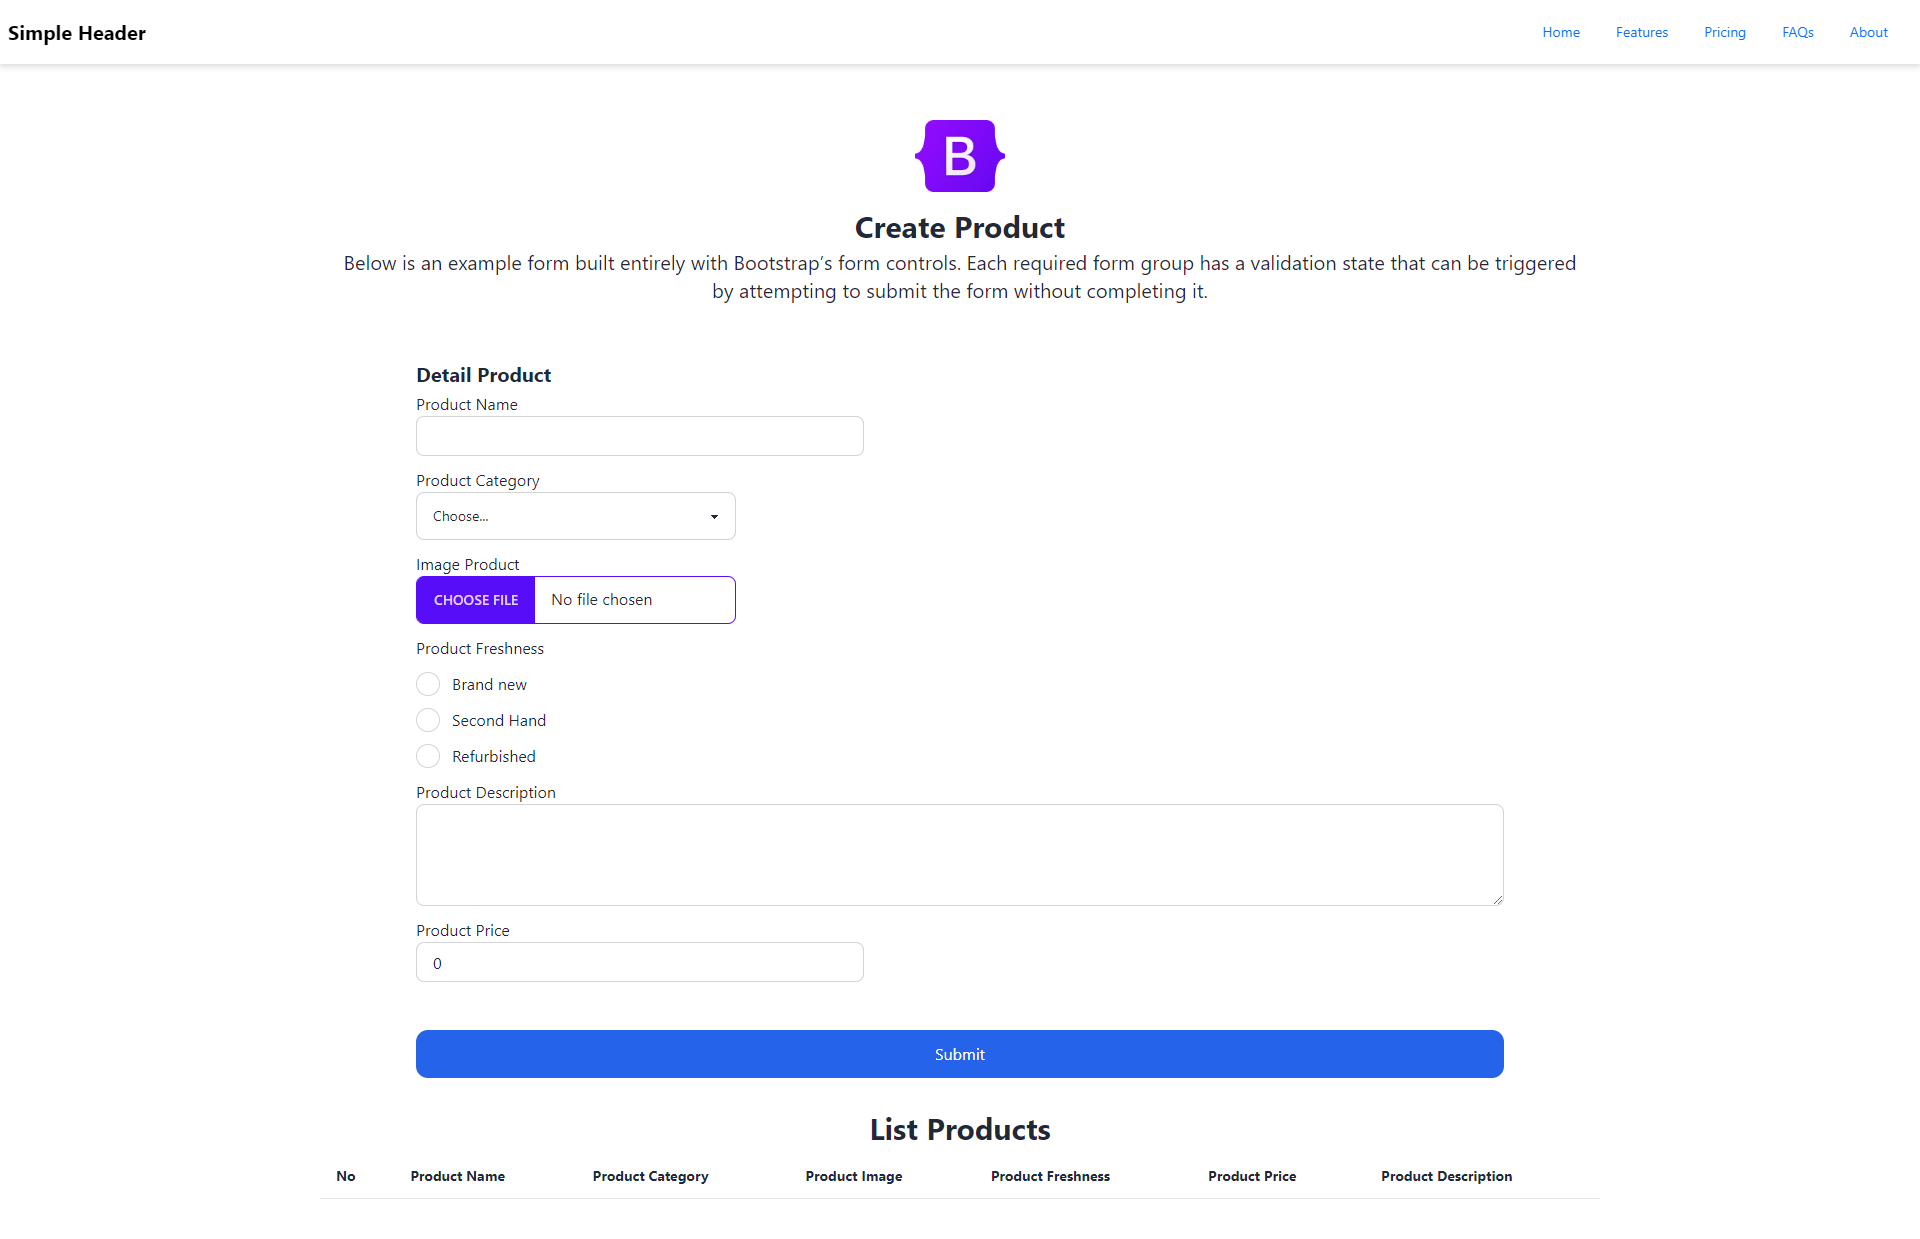 Simple Header
Home Features Pricing FAQs About
B
Create Product
Below is an example form built entirely with Bootstrap’s form controls. Each required form group has a validation state that can be triggered
by attempting to submit the form without completing it.
Detail Product
Product Name
Product Category
Choose...
Image Product
CHOOSE FILE No file chosen
Product Freshness
Brand new
Second Hand
Refurbished
Product Description
Product Price
0
Submit
List Products
No Product Name Product Category Product Image Product Freshness Product Price Product Description